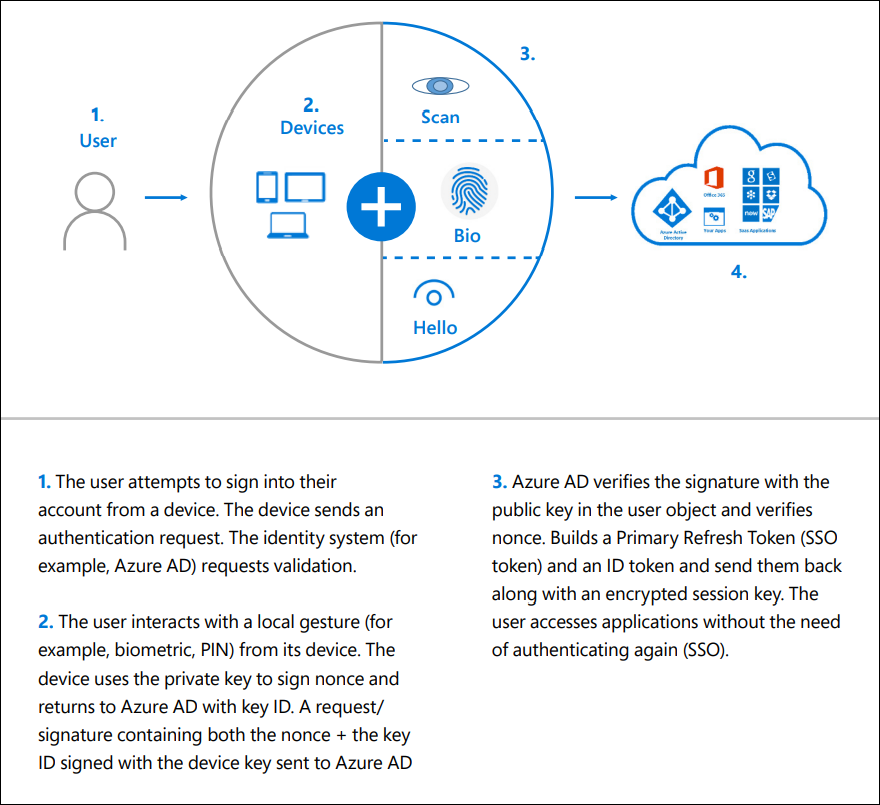 1.
User
2.
Devices
3.
Scan
Bio
Hello
Office 365
Azure Active
Directory
Your Apps
SaaS Applications
now
SAP
4.
1. The user attempts to sign into their
account from a device. The device sends an
authentication request. The identity system (for
example, Azure AD) requests validation.
2. The user interacts with a local gesture (for
example, biometric, PIN) from its device. The
device uses the private key to sign nonce and
returns to Azure AD with key ID. A request/
signature containing both the nonce + the key
ID signed with the device key sent to Azure AD
3. Azure AD verifies the signature with the
public key in the user object and verifies
nonce. Builds a Primary Refresh Token (SSO
token) and an ID token and send them back
along with an encrypted session key. The
user accesses applications without the need
of authenticating again (SSO).